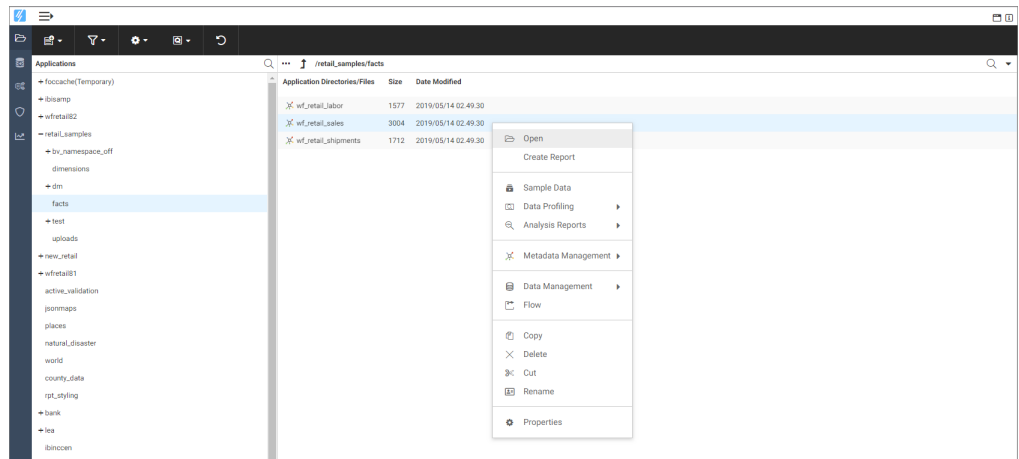 Applications
/retail_samples/facts
Application Directories/Files Size Date Modified
foccache(Temporary)
ibisamp
wfretail82
retail_samples
bv_namespace_off
dimensions
dm
facts
test
uploads
new_retail
wfretail81
active_validation
jsonmaps
places
natural_disaster
world
county_data
rpt_styling
bank
lea
ibinccen
wf_retail_labor 1577 2019/05/14 02.49.30
wf_retail_sales 3004 2019/05/14 02.49.30
wf_retail_shipments 1712 2019/05/14 02.49.30
Open
Create Report
Sample Data
Data Profiling
Analysis Reports
Metadata Management
Data Management
Flow
Copy
Delete
Cut
Rename
Properties